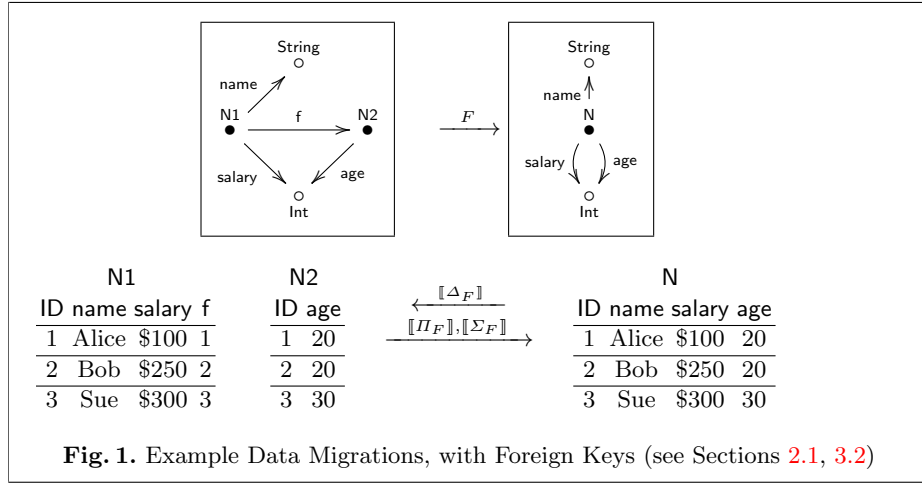 String
String
name
name
N1
f
N2
F
N
salary
age
salary
age
Int
Int
N1
N2
⟦Δ_F⟧
N
ID name salary f
ID age
⟦Π_F⟧,⟦Σ_F⟧
ID name salary age
1 Alice $100 1
1 20
1 Alice $100 20
2 Bob $250 2
2 20
2 Bob $250 20
3 Sue $300 3
3 30
3 Sue $300 30
Fig. 1. Example Data Migrations, with Foreign Keys (see Sections 2.1, 3.2)